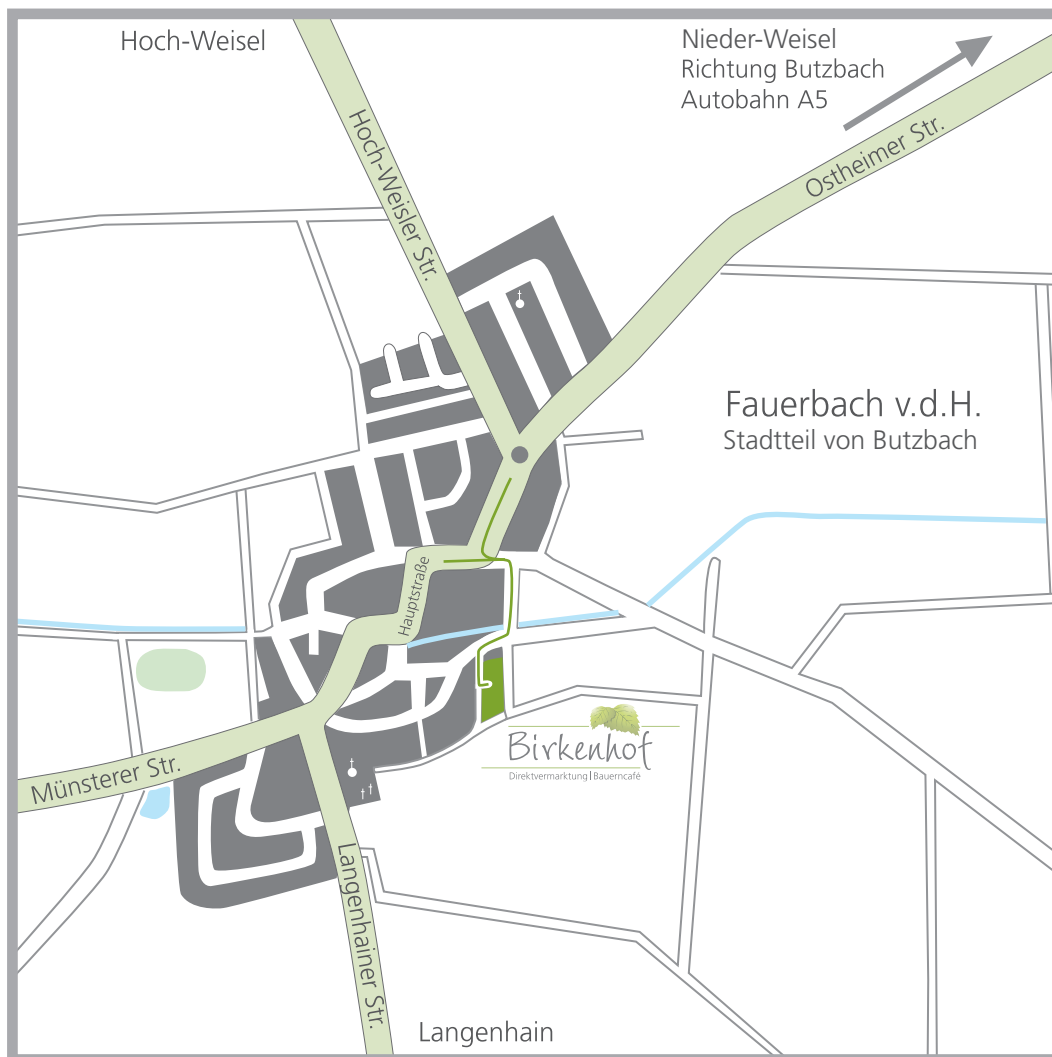 Hoch-Weisel
Nieder-Weisel
Richtung Butzbach
Autobahn A5
Hoch-Weisler Str.
Ostheimer Str.
Fauerbach v.d.H.
Stadtteil von Butzbach
Hauptstraße
Birkenhof
Direktvermarktung | Bauerncafé
Münsterer Str.
Langenhainer Str.
Langenhain